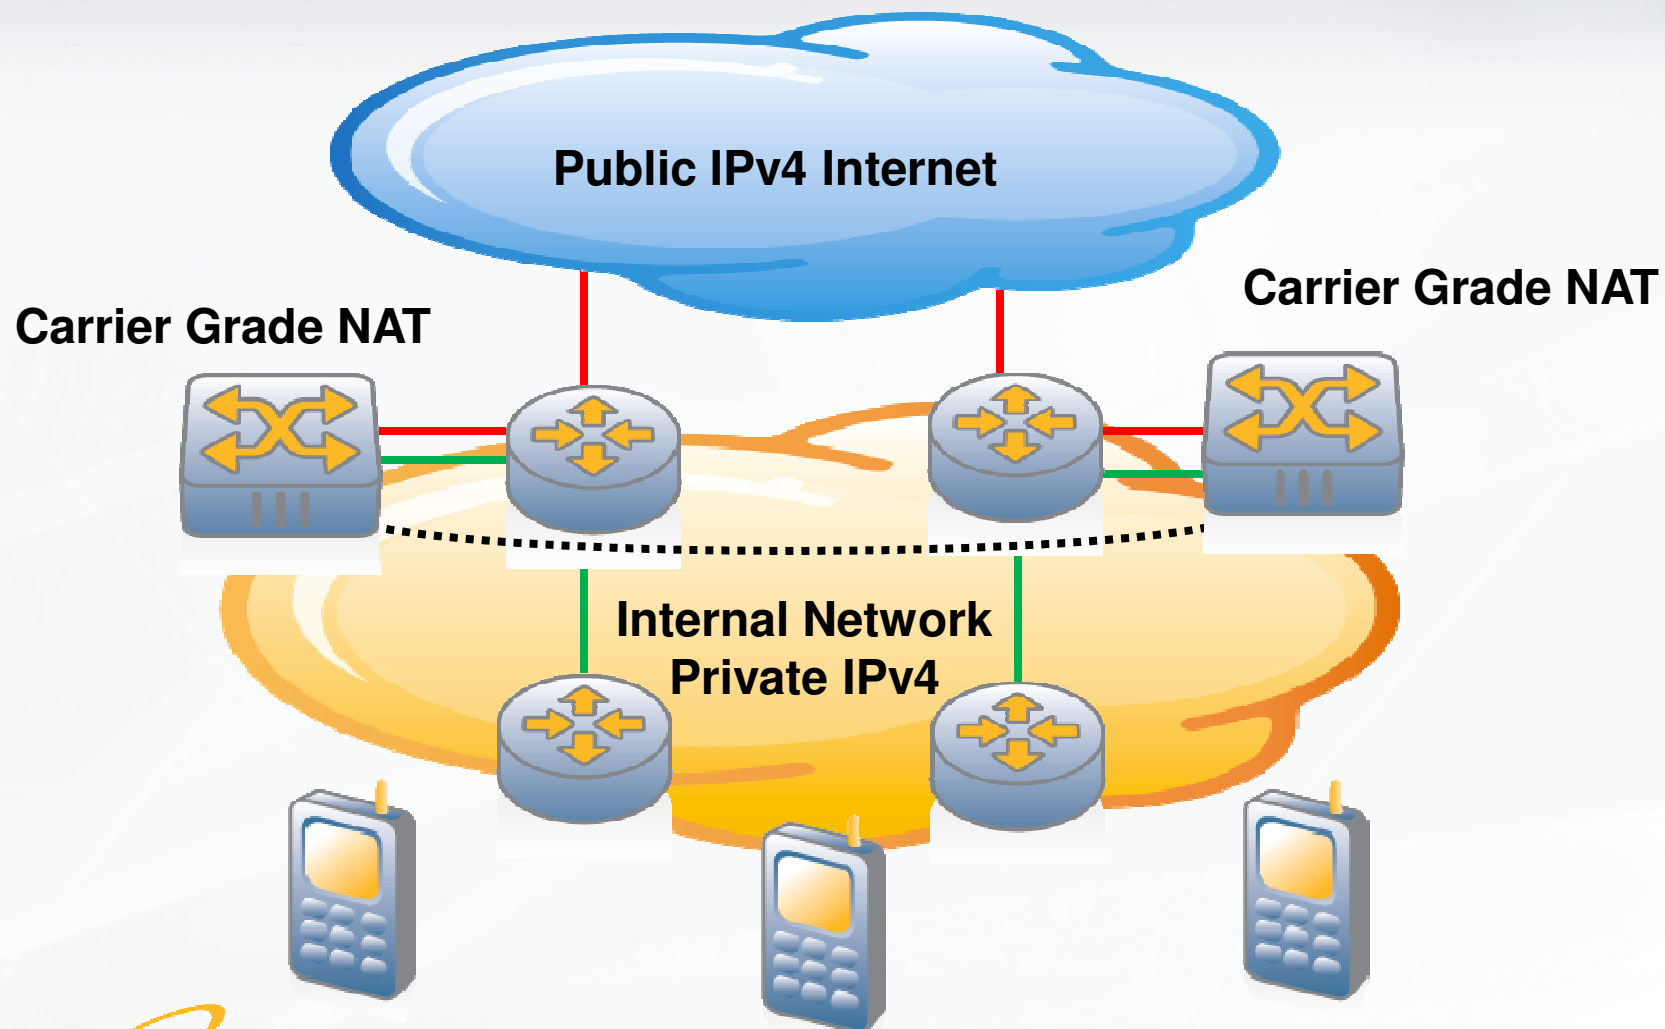 Public IPv4 Internet
Carrier Grade NAT
Carrier Grade NAT
Internal Network
Private IPv4